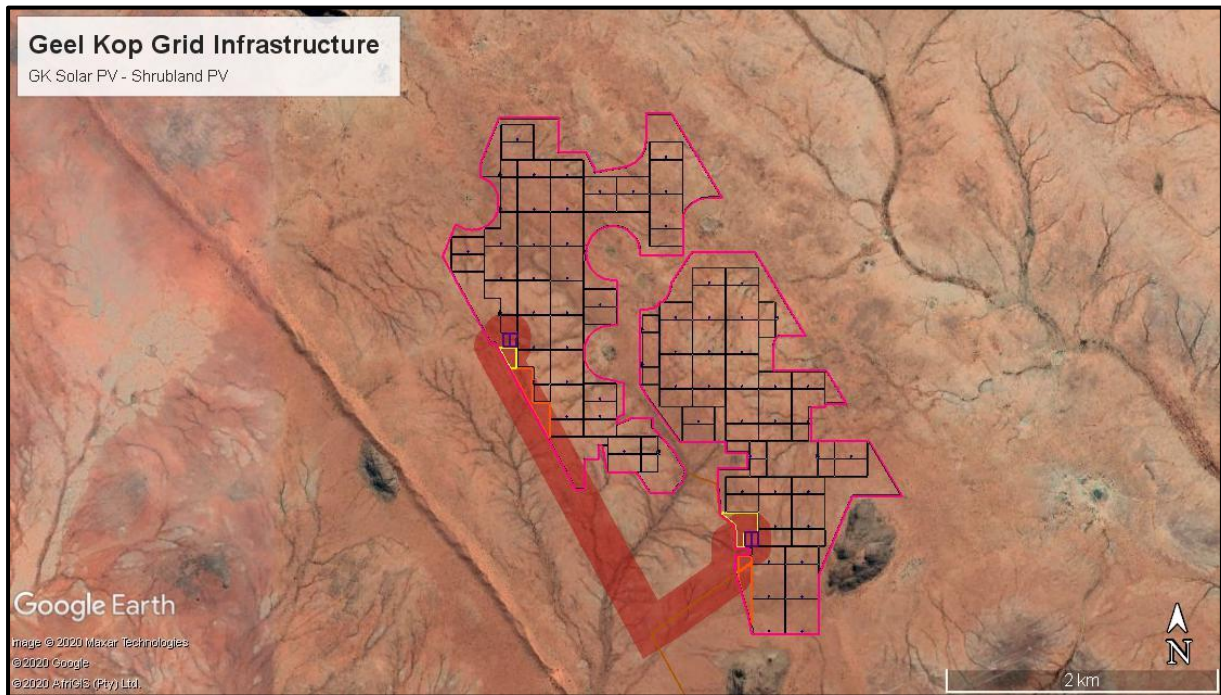 Geel Kop Grid Infrastructure
GK Solar PV - Shrubland PV
Google Earth
Image © 2020 Maxar Technologies
©2020 Google
©2020 AfriGIS (Pty) Ltd.
N
2 km